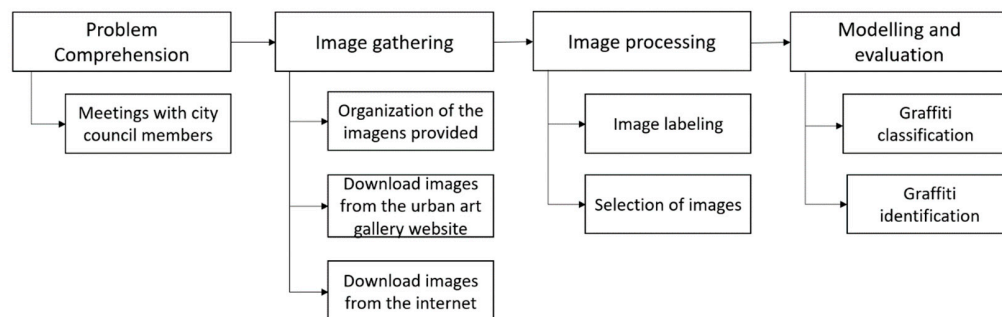 Problem
Comprehension
Meetings with city
council members
Image gathering
Organization of the
imagens provided
Download images
from the urban art
gallery website
Download images
from the internet
Image processing
Image labeling
Selection of images
Modelling and
evaluation
Graffiti
classification
Graffiti
identification